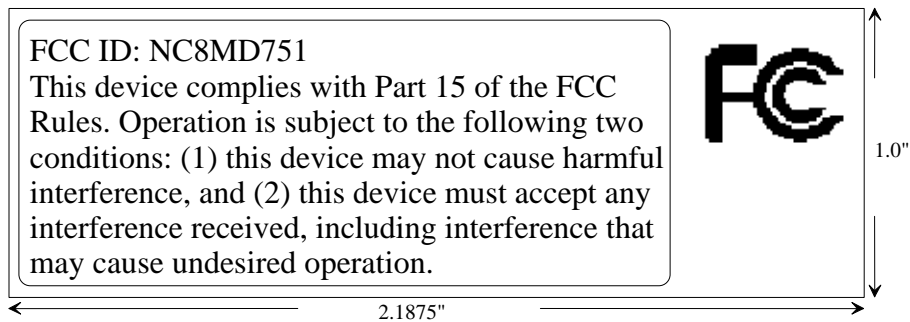 FCC ID: NC8MD751
This device complies with Part 15 of the FCC
Rules. Operation is subject to the following two
conditions: (1) this device may not cause harmful
interference, and (2) this device must accept any
interference received, including interference that
may cause undesired operation.
FCC
1.0"
2.1875"